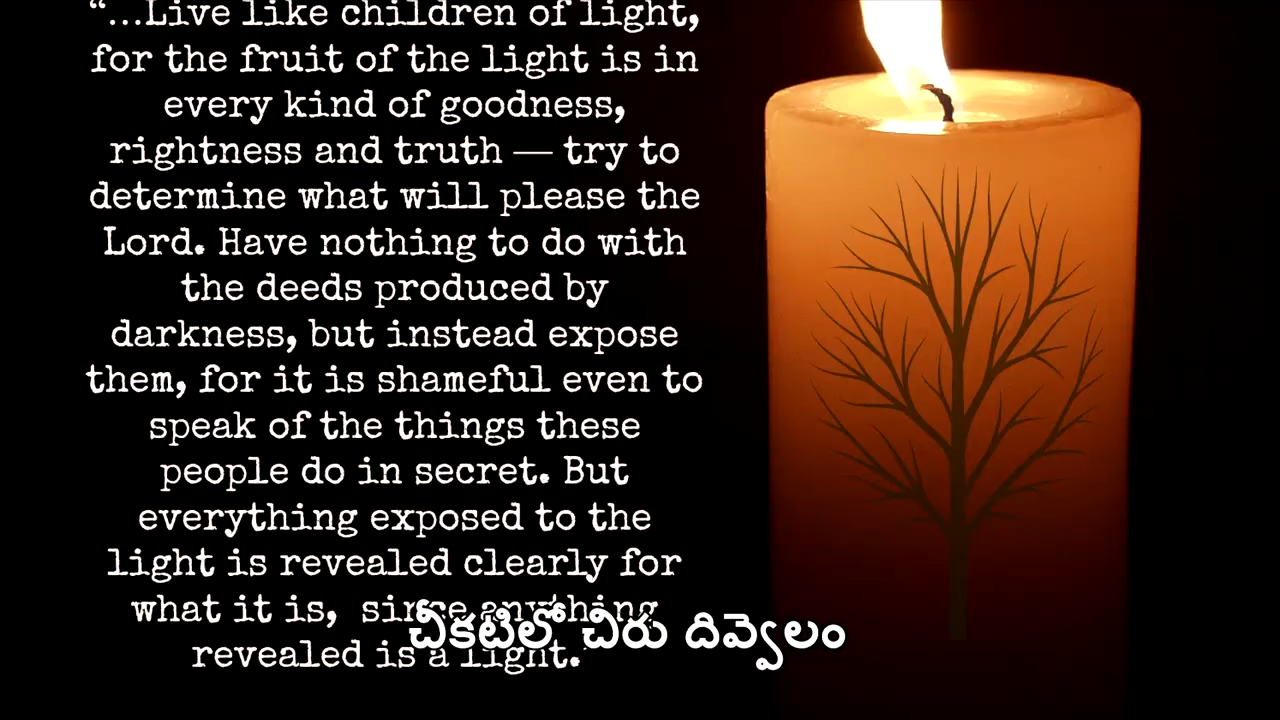 “…Live like children of light,
for the fruit of the light is in
every kind of goodness,
rightness and truth — try to
determine what will please the
Lord. Have nothing to do with
the deeds produced by
darkness, but instead expose
them, for it is shameful even to
speak of the things these
people do in secret. But
everything exposed to the
light is revealed clearly for
what it is, since anything
revealed is a light.
చీకటిలో చిరు దివ్వెలం